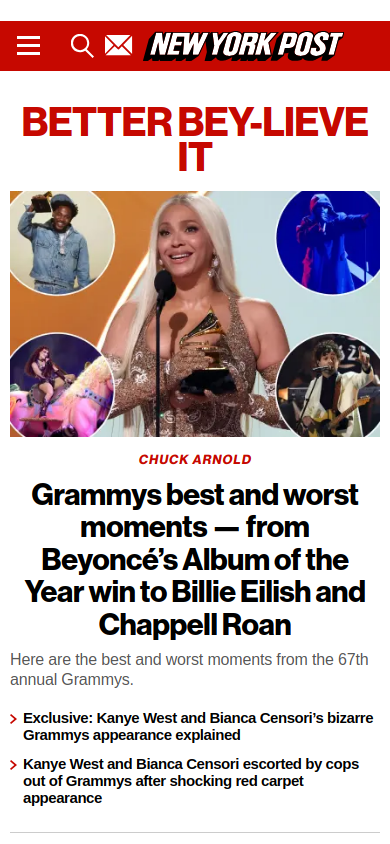 NEW YORK POST
BETTER BEY-LIEVE
IT
CHUCK ARNOLD
Grammys best and worst
moments — from
Beyoncé's Album of the
Year win to Billie Eilish and
Chappell Roan
Here are the best and worst moments from the 67th
annual Grammys.
Exclusive: Kanye West and Bianca Censori's bizarre
Grammys appearance explained
Kanye West and Bianca Censori escorted by cops
out of Grammys after shocking red carpet
appearance